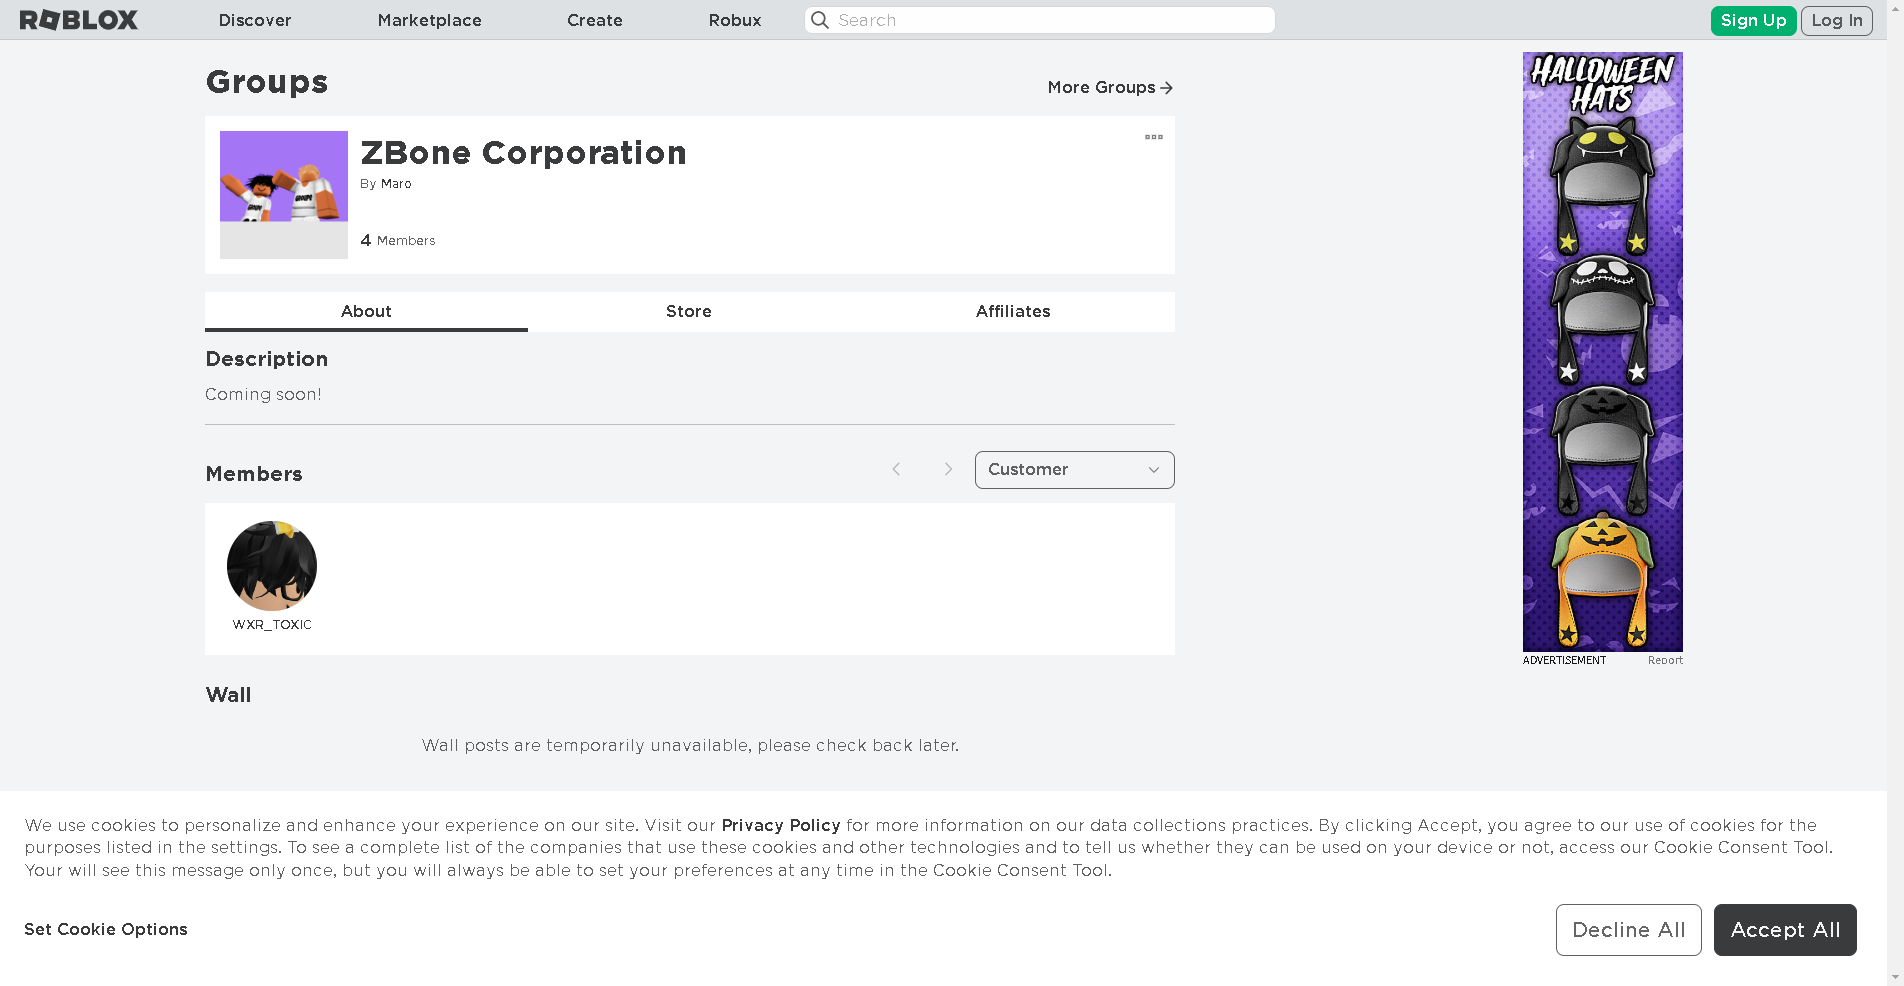 ROBLOX
Discover
Marketplace
Create
Robux
Search
Sign Up
Log In
Groups
More Groups
ZBone Corporation
By Maro
4 Members
About
Store
Affiliates
Description
Coming soon!
Members
Customer
WXR_TOXIC
Wall
Wall posts are temporarily unavailable, please check back later.
HALLOWEEN
HATS
ADVERTISEMENT
Report
We use cookies to personalize and enhance your experience on our site. Visit our Privacy Policy for more information on our data collections practices. By clicking Accept, you agree to our use of cookies for the
purposes listed in the settings. To see a complete list of the companies that use these cookies and other technologies and to tell us whether they can be used on your device or not, access our Cookie Consent Tool.
Your will see this message only once, but you will always be able to set your preferences at any time in the Cookie Consent Tool.
Set Cookie Options
Decline All
Accept All